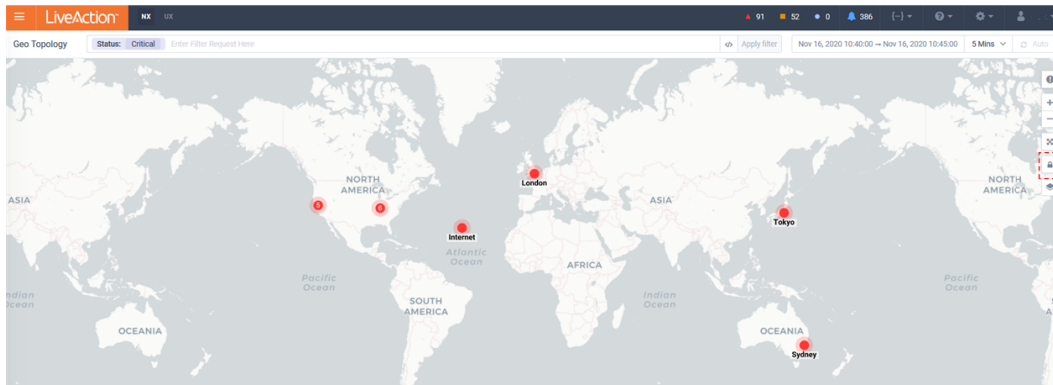 LiveAction NX UX 91 52 0 386
Geo Topology Status: Critical Enter Filter Request Here </> Apply filter Nov 16, 2020 10:40:00 → Nov 16, 2020 10:45:00 5 Mins Auto
NORTH
AMERICA
NORTH
AMERICA
London
ASIA
ASIA
5
6
Tokyo
Internet
Atlantic
Ocean
AFRICA
Pacific
Ocean
Pacific
Ocean
ndian
Ocean
Indian
Ocean
SOUTH
AMERICA
OCEANIA
OCEANIA
Sydney